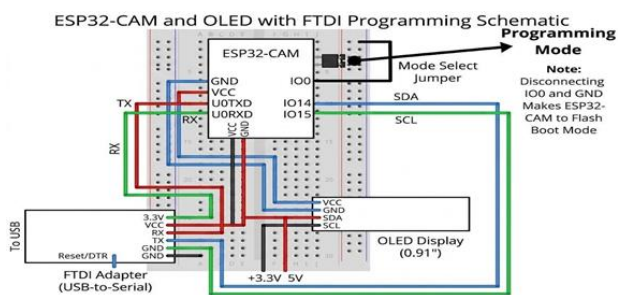 ESP32-CAM and OLED with FTDI Programming Schematic
Programming
Mode
ESP32-CAM
Mode Select
Jumper
Note:
Disconnecting
IO0 and GND
Makes ESP32-
CAM to Flash
Boot Mode
GND
VCC
U0TXD
U0RXD
IO0
IO14
IO15
TX
RX
RX
VCC
GND
SDA
SCL
VCC
GND
SDA
SCL
OLED Display
(0.91")
To USB
3.3V
VCC
RX
TX
GND
GND
Reset/DTR
FTDI Adapter
(USB-to-Serial)
+3.3V 5V